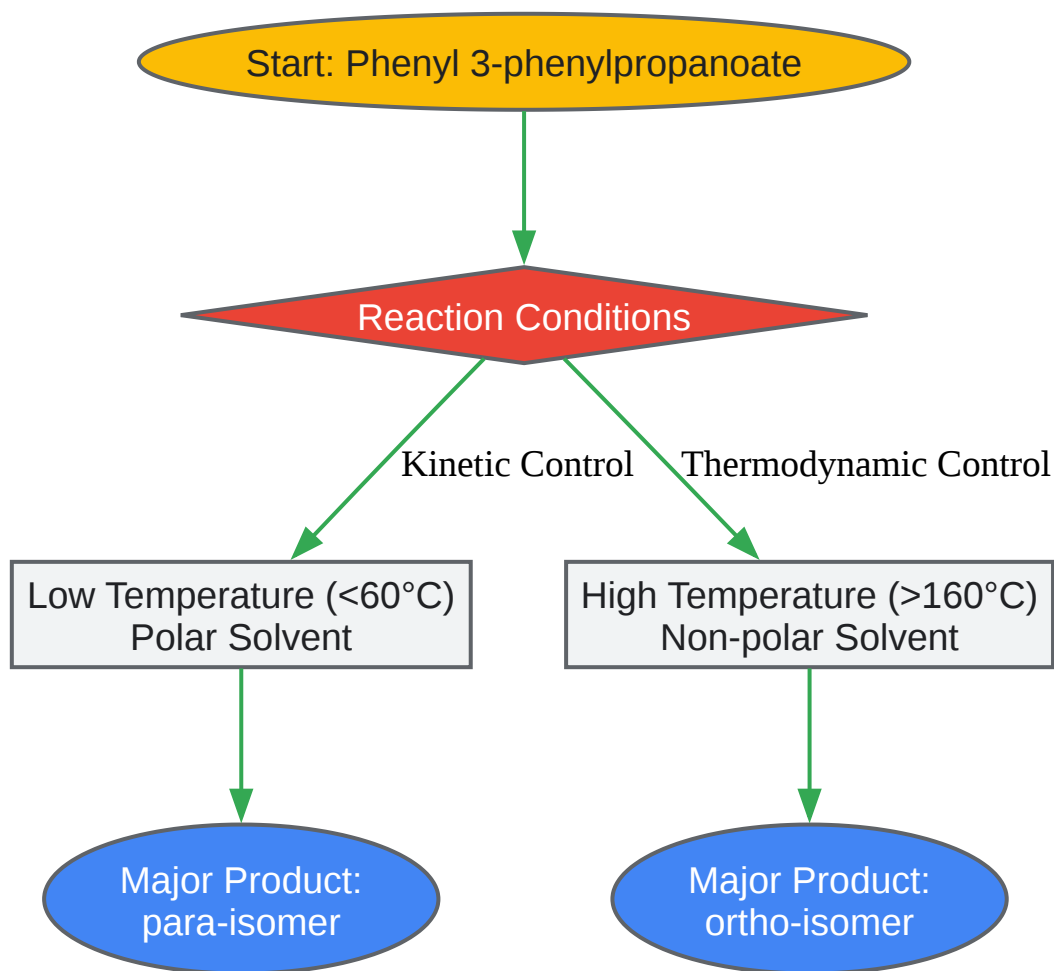 Start: Phenyl 3-phenylpropanoate
Reaction Conditions
Kinetic Control
Thermodynamic Control
Low Temperature (<60°C)
Polar Solvent
High Temperature (>160°C)
Non-polar Solvent
Major Product:
para-isomer
Major Product:
ortho-isomer